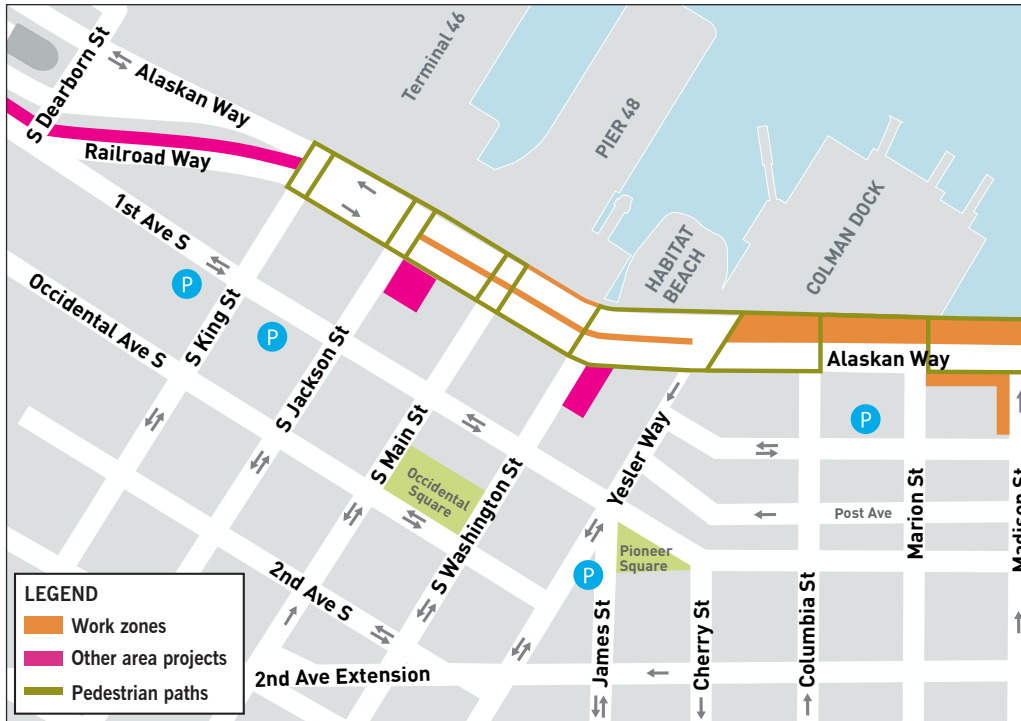 S Dearborn St
Alaskan Way
Terminal 46
PIER 48
Railroad Way
1st Ave S
HABITAT
BEACH
COLMAN DOCK
P
Occidental Ave S
S King St
P
S Jackson St
Alaskan Way
S Main St
P
Occidental
Square
S Washington St
Yesler Way
Post Ave
Marion St
Madison St
Pioneer
Square
P
2nd Ave S
James St
Cherry St
Columbia St
2nd Ave Extension
LEGEND
Work zones
Other area projects
Pedestrian paths